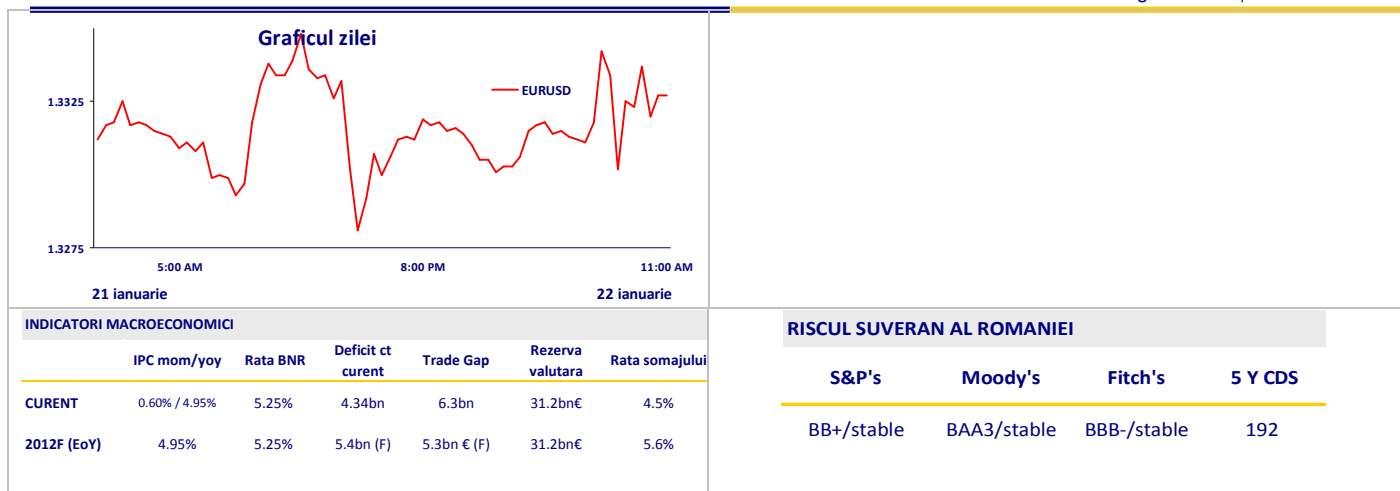 Graficul zilei
EURUSD
1.3325
1.3275
5:00 AM 8:00 PM 11:00 AM
21 ianuarie 22 ianuarie
INDICATORI MACROECONOMICI
IPC mom/yoy Rata BNR Deficit ct curent Trade Gap Rezerva valutara Rata somajului
CURENT 0.60% / 4.95% 5.25% 4.34bn 6.3bn 31.2bn€ 4.5%
2012F (EoY) 4.95% 5.25% 5.4bn (F) 5.3bn € (F) 31.2bn€ 5.6%
RISCUL SUVERAN AL ROMANIEI
S&P's Moody's Fitch's 5 Y CDS
BB+/stable BAA3/stable BBB-/stable 192